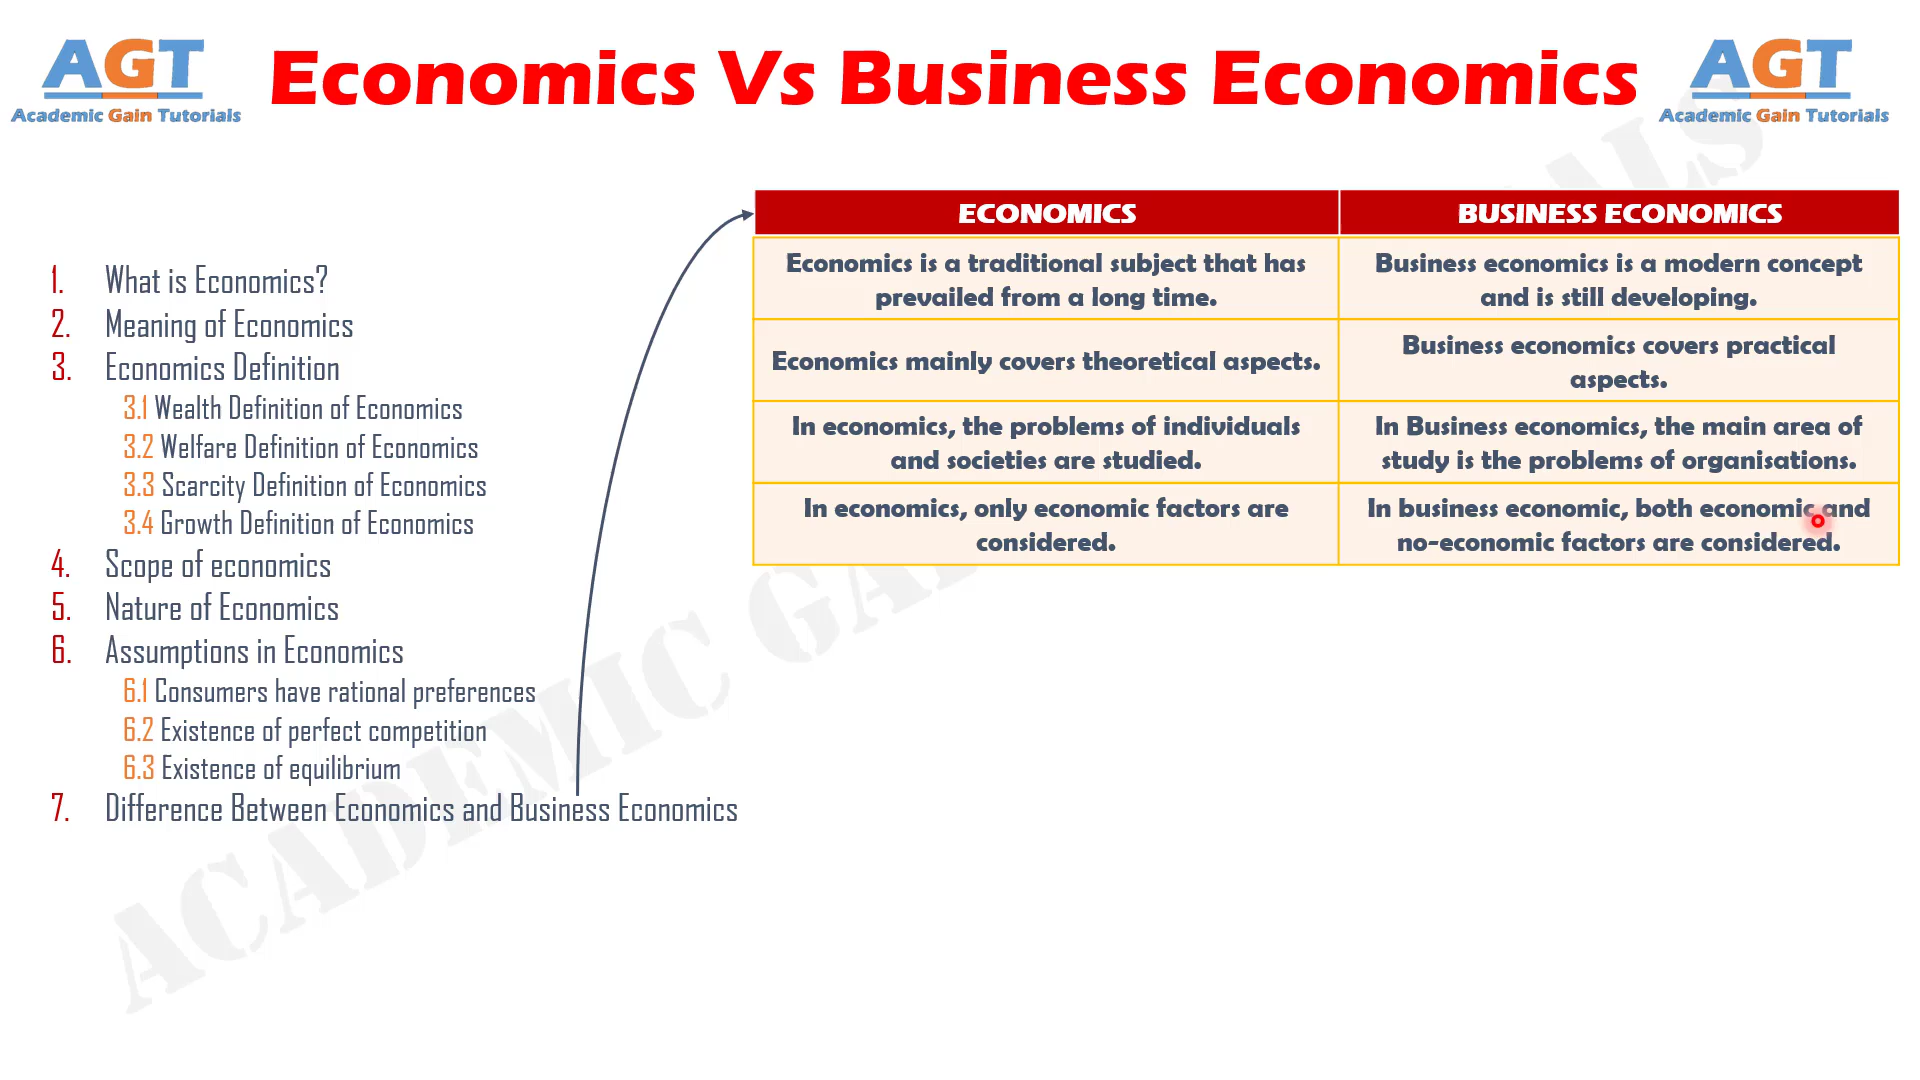 AGT
Academic Gain Tutorials
Economics Vs Business Economics
AGT
Academic Gain Tutorials
1. What is Economics?
2. Meaning of Economics
3. Economics Definition
3.1 Wealth Definition of Economics
3.2 Welfare Definition of Economics
3.3 Scarcity Definition of Economics
3.4 Growth Definition of Economics
4. Scope of economics
5. Nature of Economics
6. Assumptions in Economics
6.1 Consumers have rational preferences
6.2 Existence of perfect competition
6.3 Existence of equilibrium
7. Difference Between Economics and Business Economics
ECONOMICS
BUSINESS ECONOMICS
Economics is a traditional subject that has
prevailed from a long time.
Business economics is a modern concept
and is still developing.
Economics mainly covers theoretical aspects.
Business economics covers practical
aspects.
In economics, the problems of individuals
and societies are studied.
In Business economics, the main area of
study is the problems of organisations.
In economics, only economic factors are
considered.
In business economic, both economic and
no-economic factors are considered.